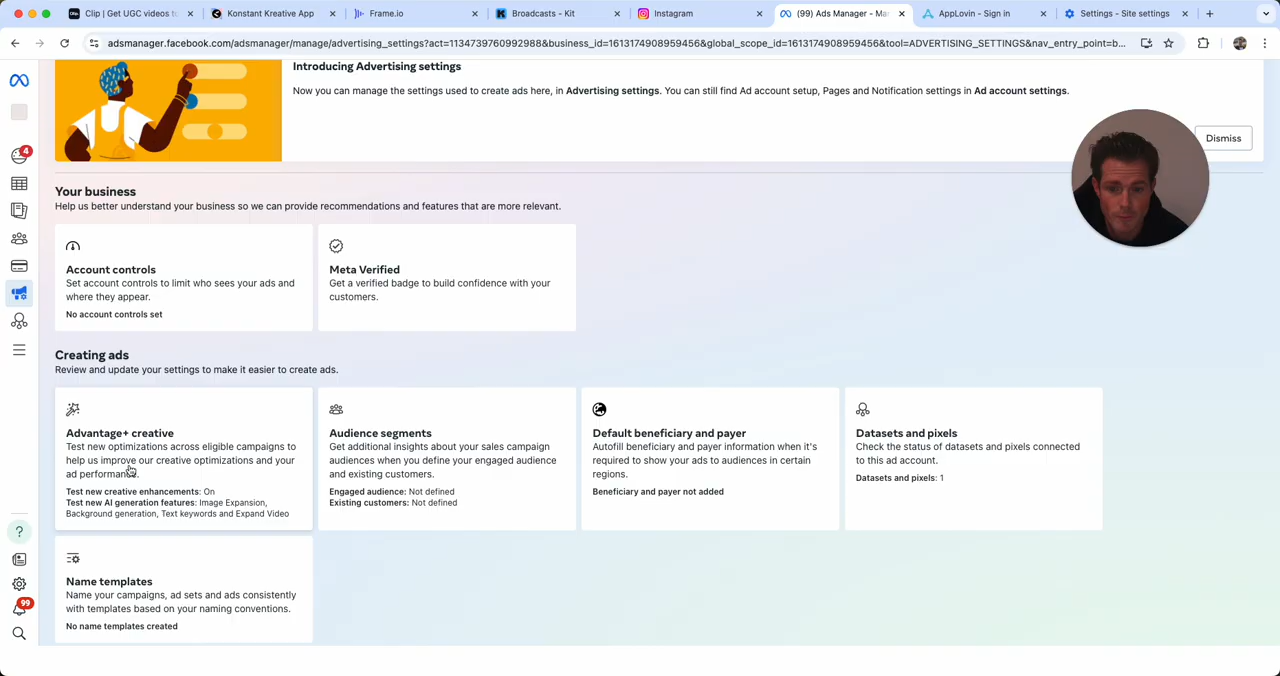 Clip | Get UGC videos to
Konstant Kreative App
Frame.io
Broadcasts - Kit
Instagram
(99) Ads Manager - Ma
AppLovin - Sign in
Settings - Site settings
adsmanager.facebook.com/adsmanager/manage/advertising_settings?act=1134739760992988&business_id=1613174908959456&global_scope_id=1613174908959456&tool=ADVERTISING_SETTINGS&nav_entry_point=b...
Introducing Advertising settings
Now you can manage the settings used to create ads here, in Advertising settings. You can still find Ad account setup, Pages and Notification settings in Ad account settings.
Dismiss
4
Your business
Help us better understand your business so we can provide recommendations and features that are more relevant.
Account controls
Set account controls to limit who sees your ads and
where they appear.
No account controls set
Meta Verified
Get a verified badge to build confidence with your
customers.
Creating ads
Review and update your settings to make it easier to create ads.
Advantage+ creative
Test new optimizations across eligible campaigns to
help us improve our creative optimizations and your
ad performance.
Test new creative enhancements: On
Test new AI generation features: Image Expansion,
Background generation, Text keywords and Expand Video
Audience segments
Get additional insights about your sales campaign
audiences when you define your engaged audience
and existing customers.
Engaged audience: Not defined
Existing customers: Not defined
Default beneficiary and payer
Autofill beneficiary and payer information when it's
required to show your ads to audiences in certain
regions.
Beneficiary and payer not added
Datasets and pixels
Check the status of datasets and pixels connected
to this ad account.
Datasets and pixels: 1
Name templates
Name your campaigns, ad sets and ads consistently
with templates based on your naming conventions.
No name templates created
99